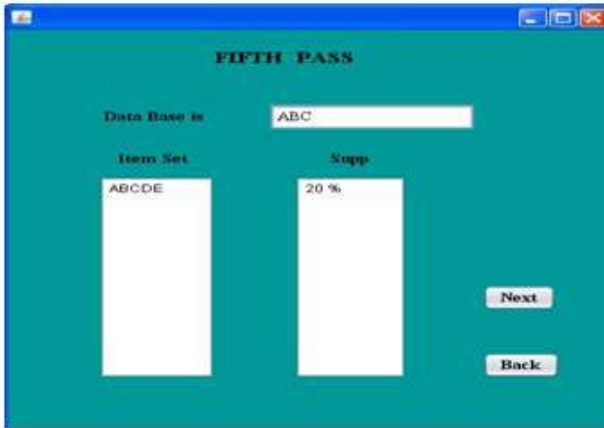 FIFTH PASS
Data Base is ABC
Item Set Supp
ABCDE 20 %
Next
Back